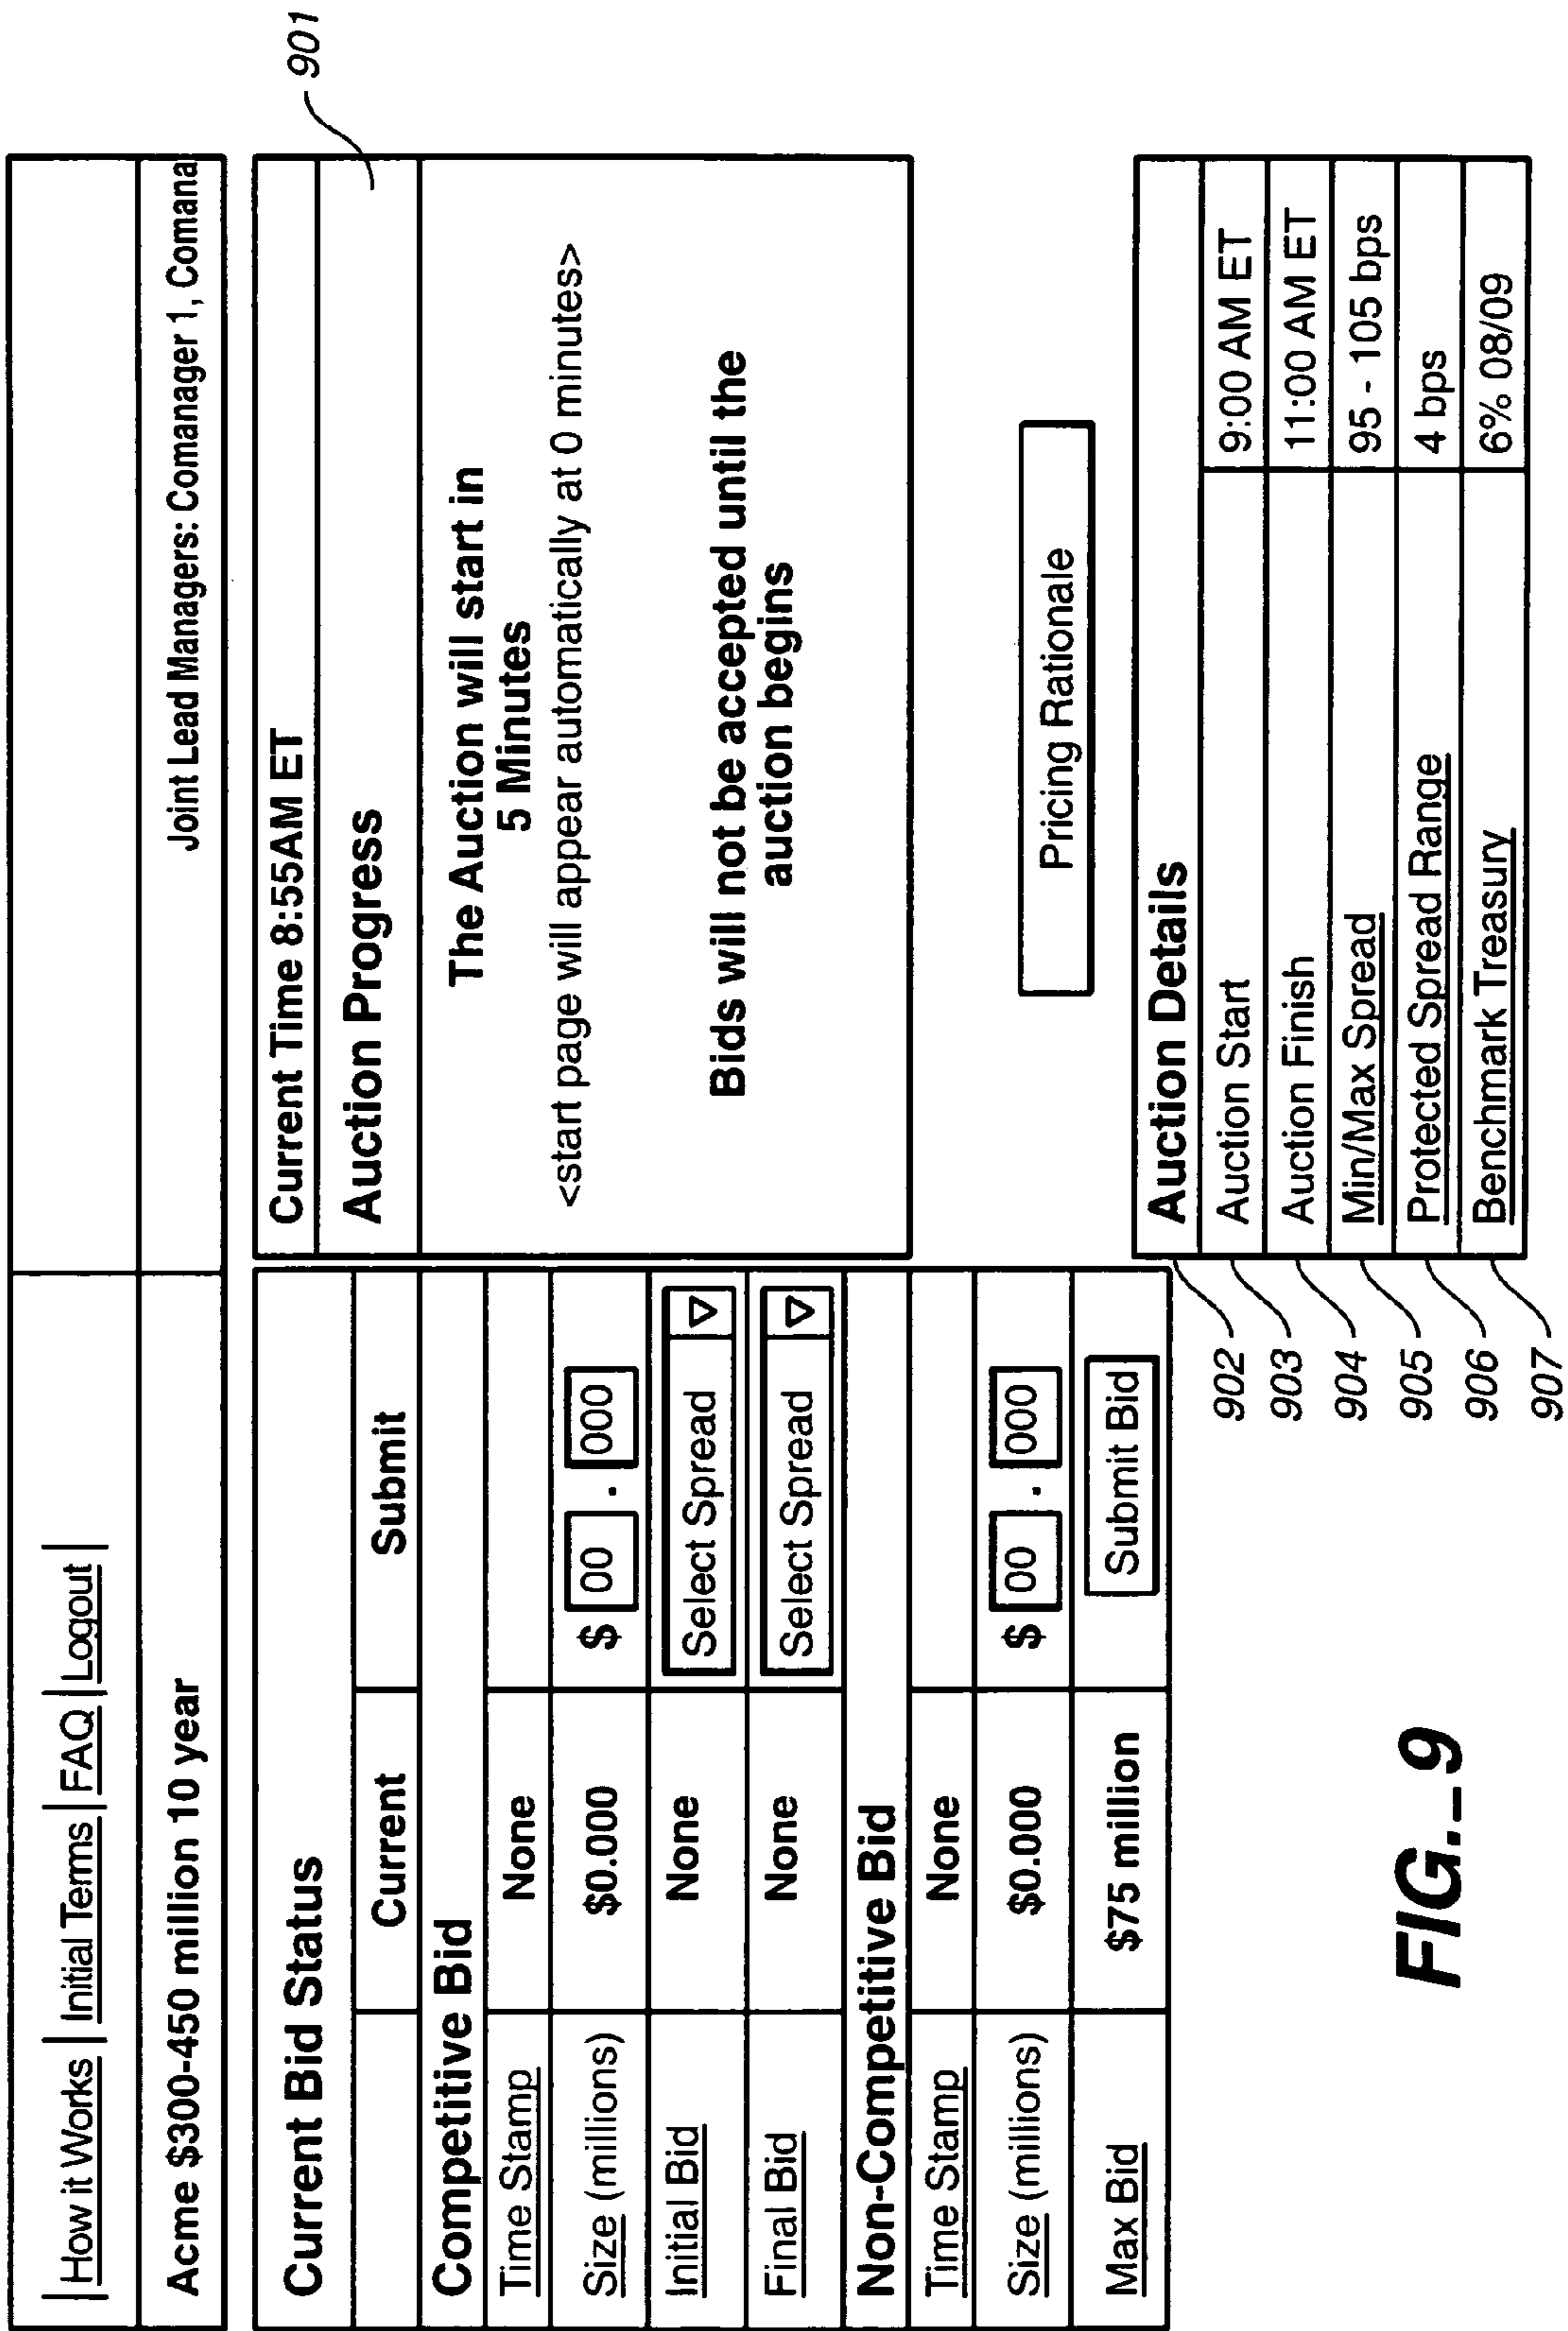 |How it Works | Initial Terms | FAQ | Logout|
Acme $300-450 million 10 year
Joint Lead Managers: Comanager 1, Comana
Current Bid Status
Current Submit
Competitive Bid
Time Stamp None
Size (millions) $0.000 $ 00 . 000
Initial Bid None Select Spread
Final Bid None Select Spread
Non-Competitive Bid
Time Stamp None
Size (millions) $0.000 $ 00 . 000
Max Bid $75 million Submit Bid
Current Time 8:55AM ET
Auction Progress
901
The Auction will start in
5 Minutes
<start page will appear automatically at 0 minutes>
Bids will not be accepted until the
auction begins
Pricing Rationale
902 Auction Details
903 Auction Start 9:00 AM ET
904 Auction Finish 11:00 AM ET
905 Min/Max Spread 95 - 105 bps
906 Protected Spread Range 4 bps
907 Benchmark Treasury 6% 08/09
FIG._9